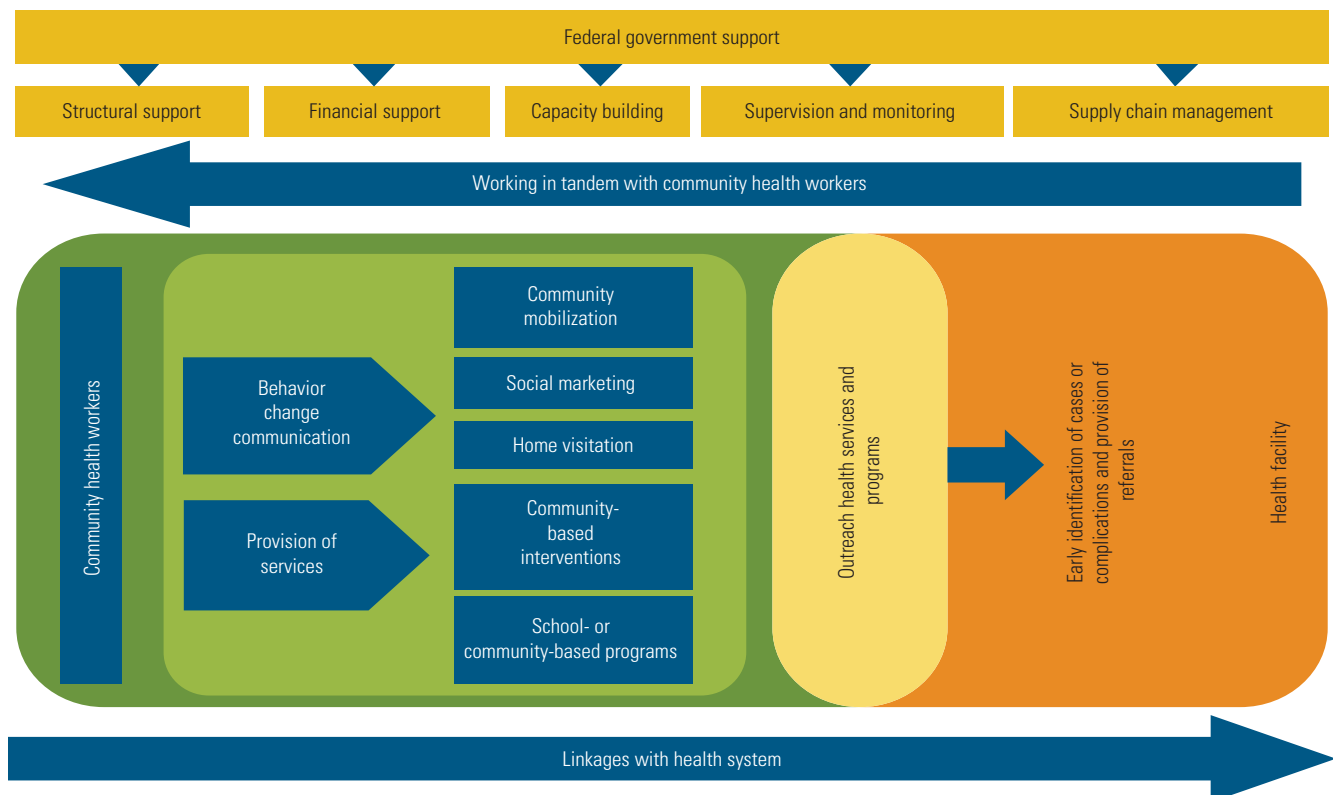 Federal government support
Structural support
Financial support
Capacity building
Supervision and monitoring
Supply chain management
Working in tandem with community health workers
Community health workers
Behavior
change
communication
Provision of
services
Community
mobilization
Social marketing
Home visitation
Community-
based
interventions
School- or
community-based programs
Outreach health services and
programs
Early identification of cases or
complications and provision of
referrals
Health facility
Linkages with health system